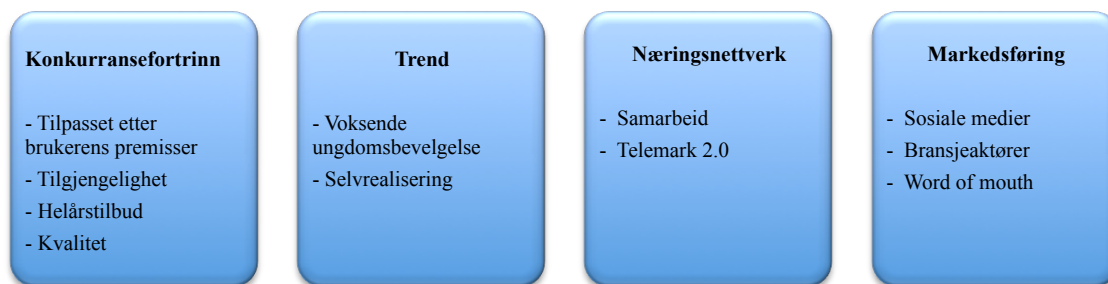 Konkurransefortrinn
- Tilpasset etter
brukerens premisser
- Tilgjengelighet
- Helårstilbud
- Kvalitet
Trend
- Voksende
ungdomsbevelgelse
- Selvrealisering
Næringsnettverk
- Samarbeid
- Telemark 2.0
Markedsføring
- Sosiale medier
- Bransjeaktører
- Word of mouth